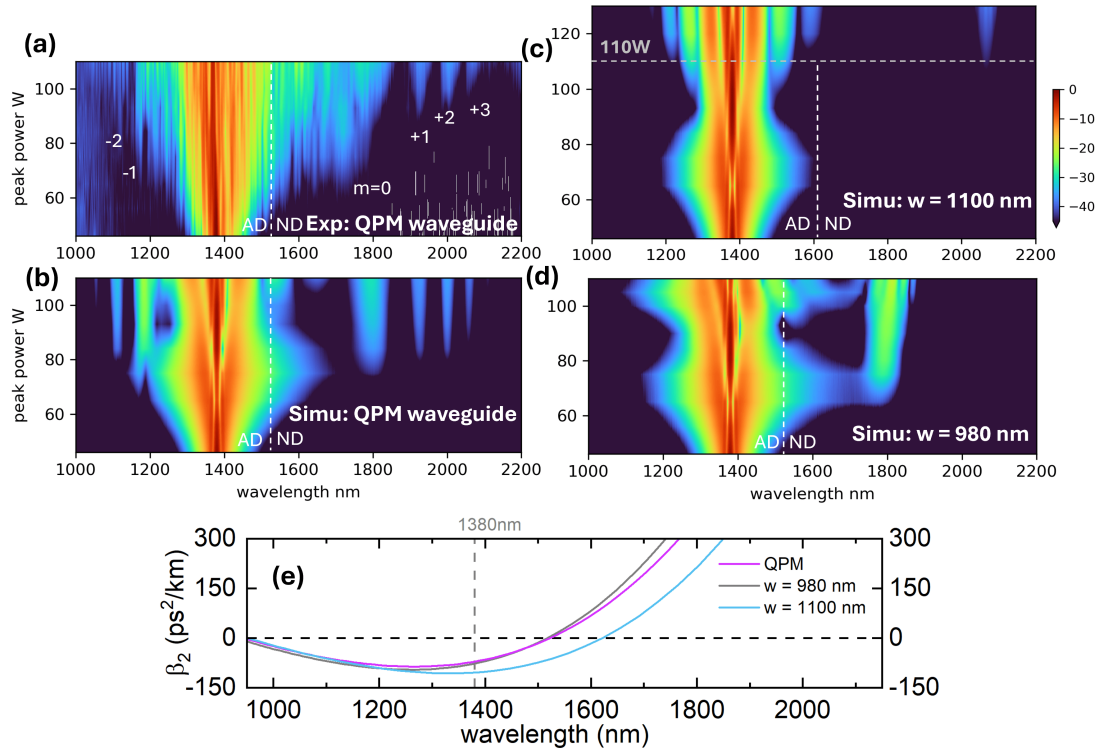 (a)
peak power W
100
80
60
-2
-1
m=0
+1
+2
+3
AD ND Exp: QPM waveguide
1000 1200 1400 1600 1800 2000 2200
(c)
120
100
80
60
110W
AD ND
Simu: w = 1100 nm
1000 1200 1400 1600 1800 2000 2200
0
−10
−20
−30
−40
(b)
peak power W
100
80
60
Simu: QPM waveguide
AD ND
1000 1200 1400 1600 1800 2000 2200
wavelength nm
(d)
100
80
60
AD ND
Simu: w = 980 nm
1000 1200 1400 1600 1800 2000 2200
wavelength nm
1380nm
(e)
β2 (ps2/km)
300
150
0
-150
QPM
w = 980 nm
w = 1100 nm
300
150
0
-150
1000 1200 1400 1600 1800 2000
wavelength (nm)